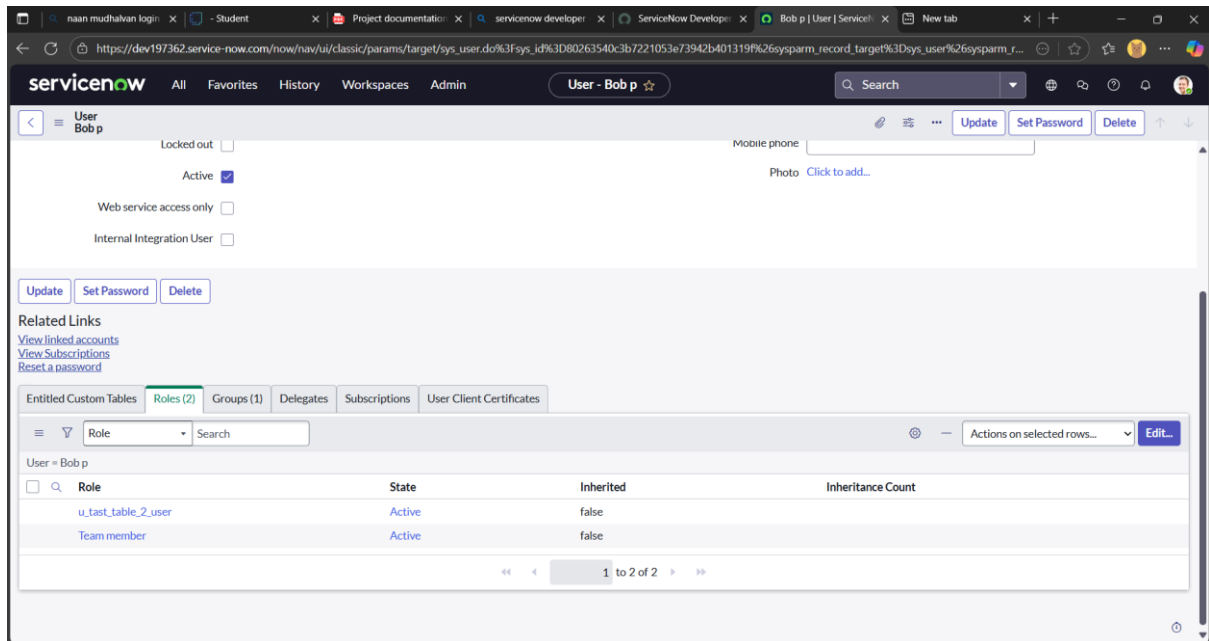 naan mudhalvan login
- Student
Project documentation
servicenow developer
ServiceNow Developer
Bob p | User | ServiceN
New tab
https://dev197362.service-now.com/now/nav/ui/classic/params/target/sys_user.do%3Fsys_id%3D80263540c3b7221053e73942b401319f%26sysparm_record_target%3Dsys_user%26sysparm_r...
servicenow All Favorites History Workspaces Admin User - Bob p Search
User
Bob p
Update Set Password Delete
Locked out
Mobile phone
Active
Photo Click to add...
Web service access only
Internal Integration User
Update Set Password Delete
Related Links
View linked accounts
View Subscriptions
Reset a password
Entitled Custom Tables Roles (2) Groups (1) Delegates Subscriptions User Client Certificates
Role Search Actions on selected rows... Edit...
User = Bob p
Role State Inherited Inheritance Count
u_tast_table_2_user Active false
Team member Active false
1 to 2 of 2